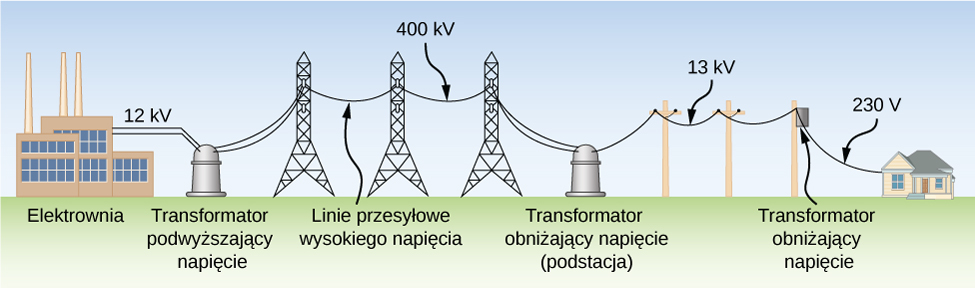 400 kV
13 kV
12 kV
230 V
Elektrownia
Transformator
podwyższający
napięcie
Linie przesyłowe
wysokiego napięcia
Transformator
obniżający napięcie
(podstacja)
Transformator
obniżający
napięcie